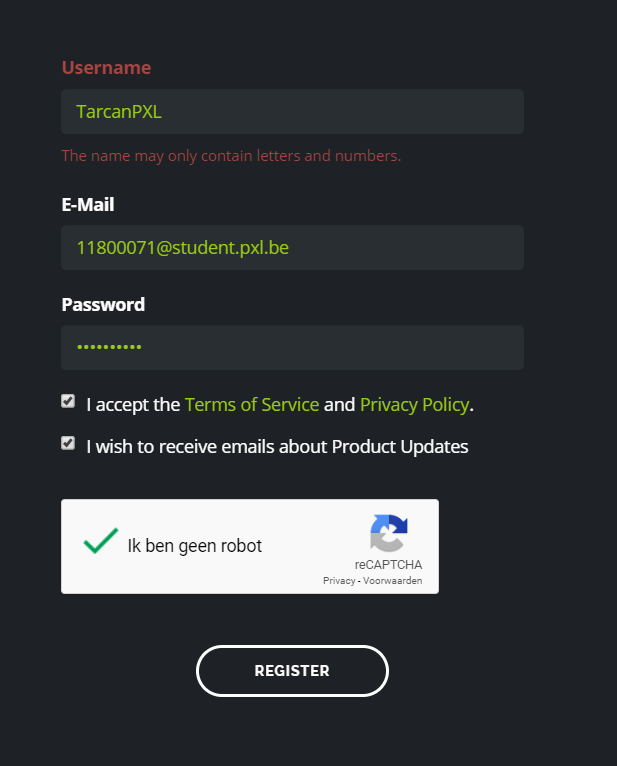 Username
TarcanPXL
The name may only contain letters and numbers.
E-Mail
11800071@student.pxl.be
Password
••••••••••
I accept the Terms of Service and Privacy Policy.
I wish to receive emails about Product Updates
Ik ben geen robot
reCAPTCHA
Privacy - Voorwaarden
REGISTER